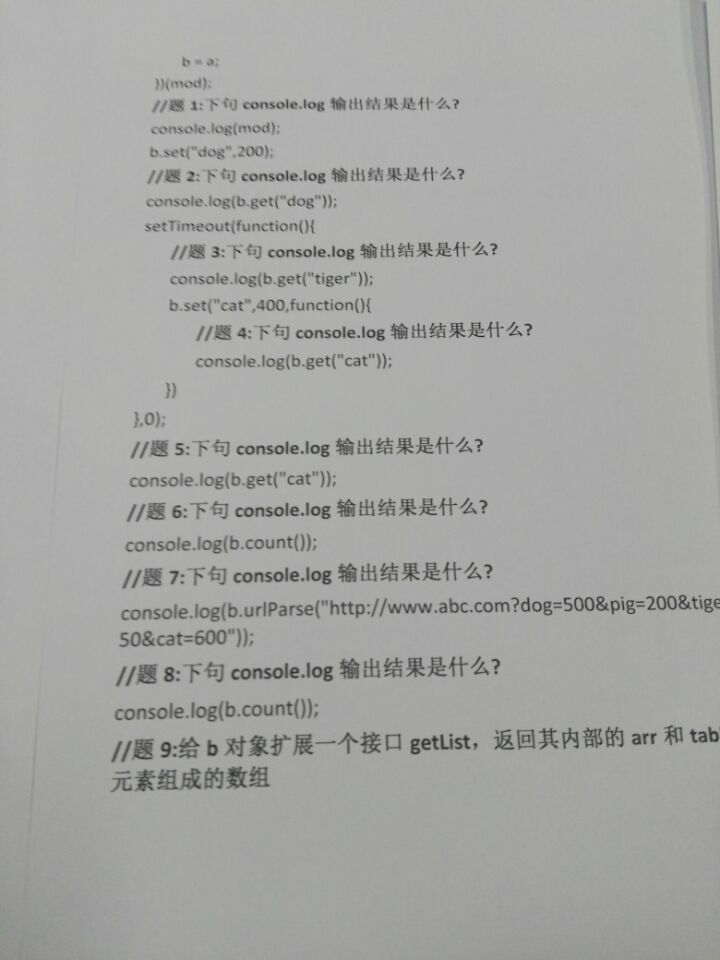 b = a;
})(mod);
//题 1:下句 console.log 输出结果是什么?
console.log(mod);
b.set("dog",200);
//题 2:下句 console.log 输出结果是什么?
console.log(b.get("dog"));
setTimeout(function(){
//题 3:下句 console.log 输出结果是什么?
console.log(b.get("tiger"));
b.set("cat",400,function(){
//题 4:下句 console.log 输出结果是什么?
console.log(b.get("cat"));
})
},0);
//题 5:下句 console.log 输出结果是什么?
console.log(b.get("cat"));
//题 6:下句 console.log 输出结果是什么?
console.log(b.count());
//题 7:下句 console.log 输出结果是什么?
console.log(b.urlParse("http://www.abc.com?dog=500&pig=200&tige
50&cat=600"));
//题 8:下句 console.log 输出结果是什么?
console.log(b.count());
//题 9:给 b 对象扩展一个接口 getList，返回其内部的 arr 和 tab
元素组成的数组